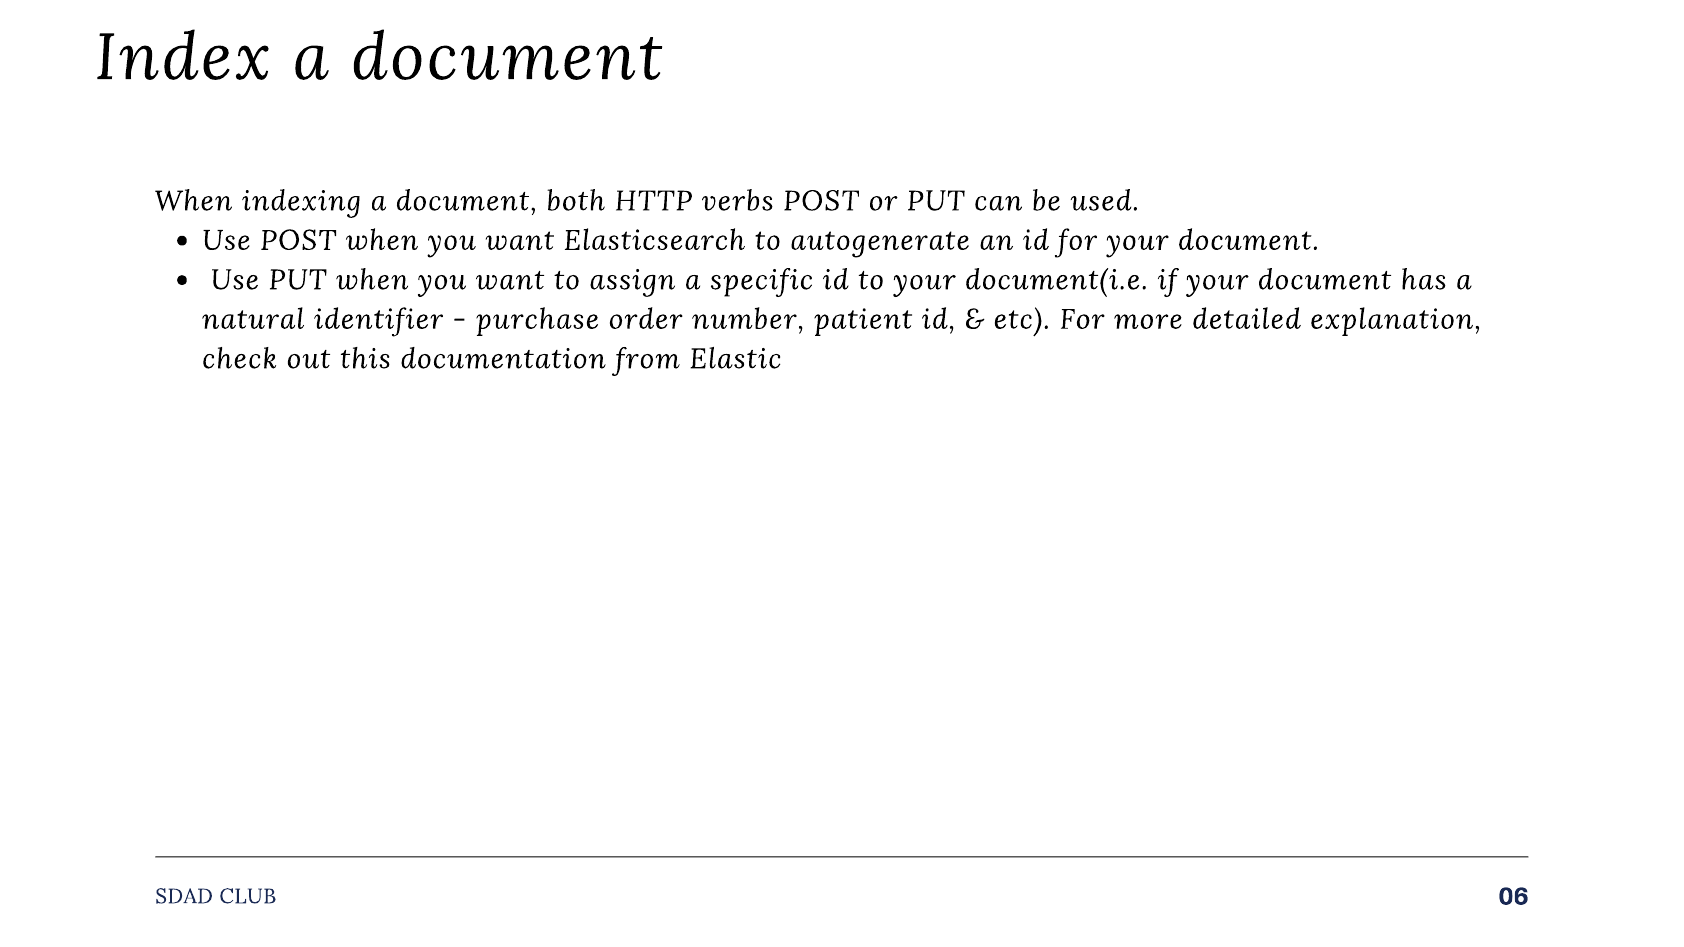 Index a document
When indexing a document, both HTTP verbs POST or PUT can be used.
• Use POST when you want Elasticsearch to autogenerate an id for your document.
• Use PUT when you want to assign a specific id to your document(i.e. if your document has a
natural identifier - purchase order number, patient id, & etc). For more detailed explanation,
check out this documentation from Elastic
SDAD CLUB
06